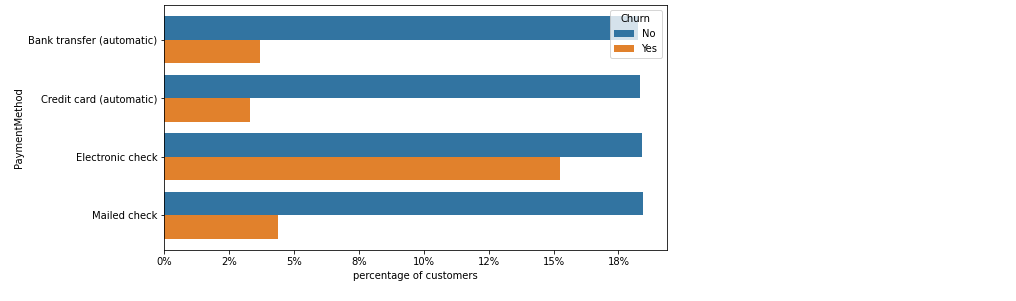 Churn
No
Yes
Bank transfer (automatic)
Credit card (automatic)
Electronic check
Mailed check
PaymentMethod
0% 2% 5% 8% 10% 12% 15% 18%
percentage of customers